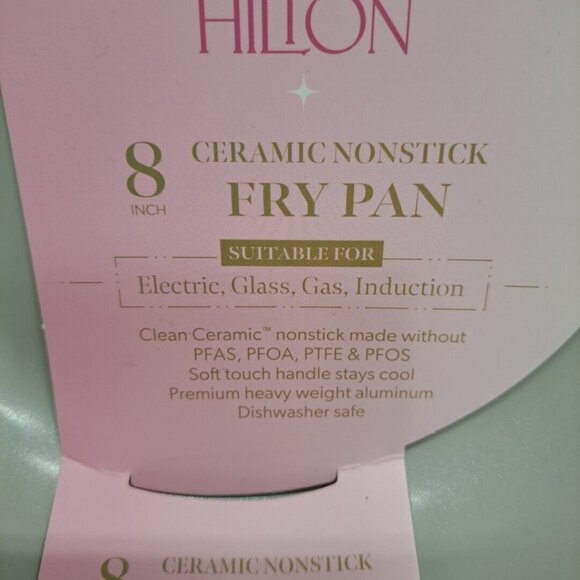 HILTON
8 INCH
CERAMIC NONSTICK
FRY PAN
SUITABLE FOR
Electric, Glass, Gas, Induction
Clean Ceramic™ nonstick made without
PFAS, PFOA, PTFE & PFOS
Soft touch handle stays cool
Premium heavy weight aluminum
Dishwasher safe
8 CERAMIC NONSTICK